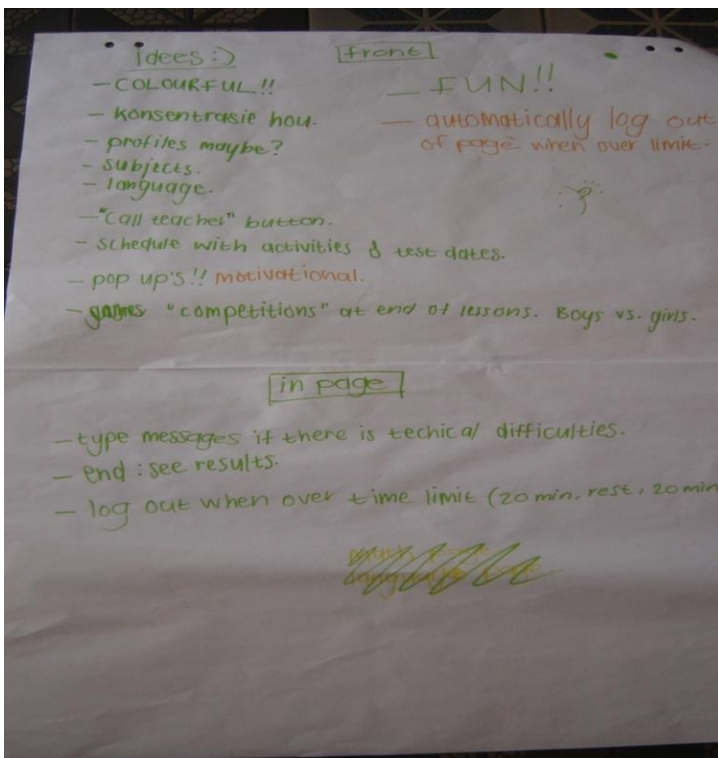 idees :)
front
- COLOURFUL!!
- FUN!!
- konsentrasie hou.
- automatically log out
of page when over limit.
- profiles maybe?
- subjects.
- language.
- "Call teacher" button.
- schedule with activities & test dates.
- pop up's!! motivational.
- games "competitions" at end of lessons. Boys vs. girls.
in page
- type messages if there is techical difficulties.
- end : see results.
- log out when over time limit (20 min, rest, 20 min